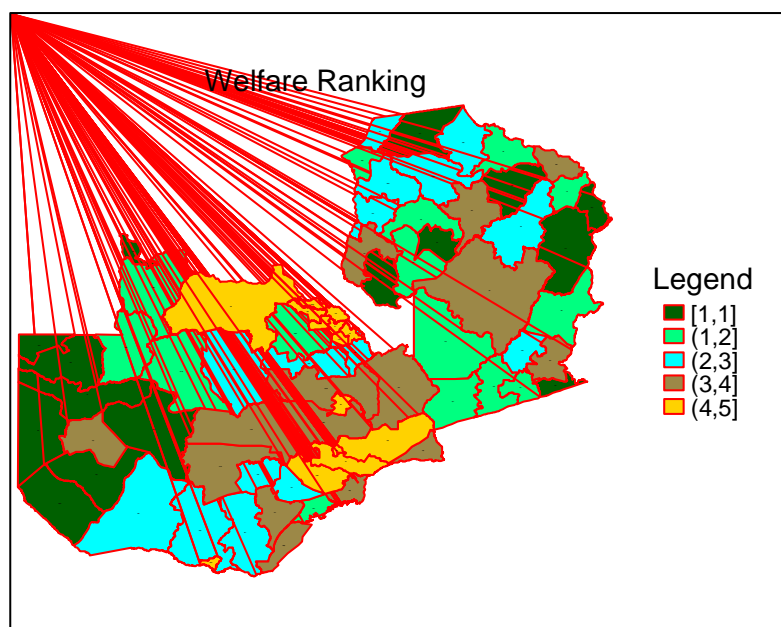 Welfare Ranking
Legend
[1,1]
(1,2]
(2,3]
(3,4]
(4,5]